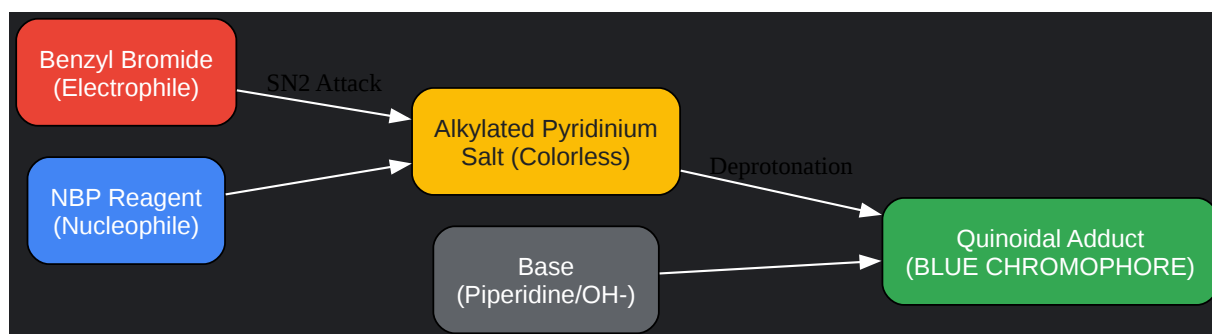 Benzyl Bromide
(Electrophile)
SN2 Attack
NBP Reagent
(Nucleophile)
Alkylated Pyridinium
Salt (Colorless)
Deprotonation
Base
(Piperidine/OH-)
Quinoidal Adduct
(BLUE CHROMOPHORE)